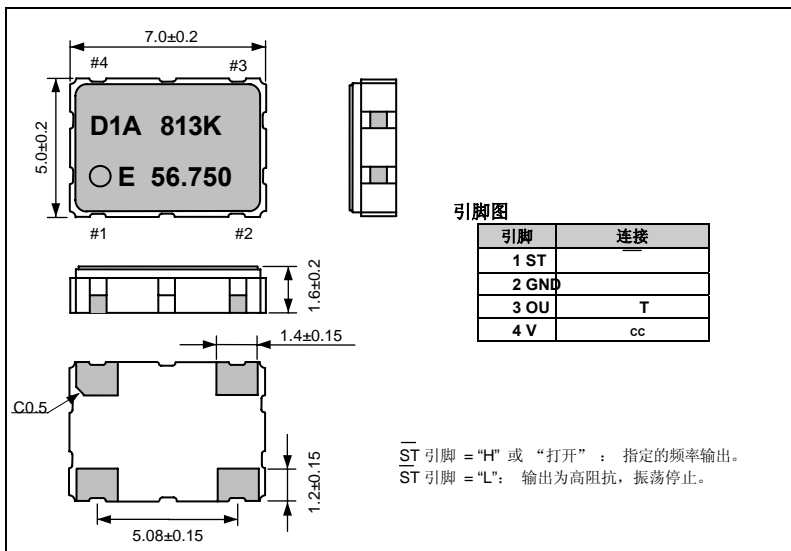 7.0±0.2
#4 #3
5.0±0.2
D1A 813K
E 56.750
#1 #2
1.6±0.2
1.4±0.15
C0.5
1.2±0.15
5.08±0.15
引脚图
引脚 连接
1 ST
2 GND
3 OU T
4 V cc
ST 引脚 = “H” 或 “打开” : 指定的频率输出。
ST 引脚 = “L”: 输出为高阻抗,振荡停止。